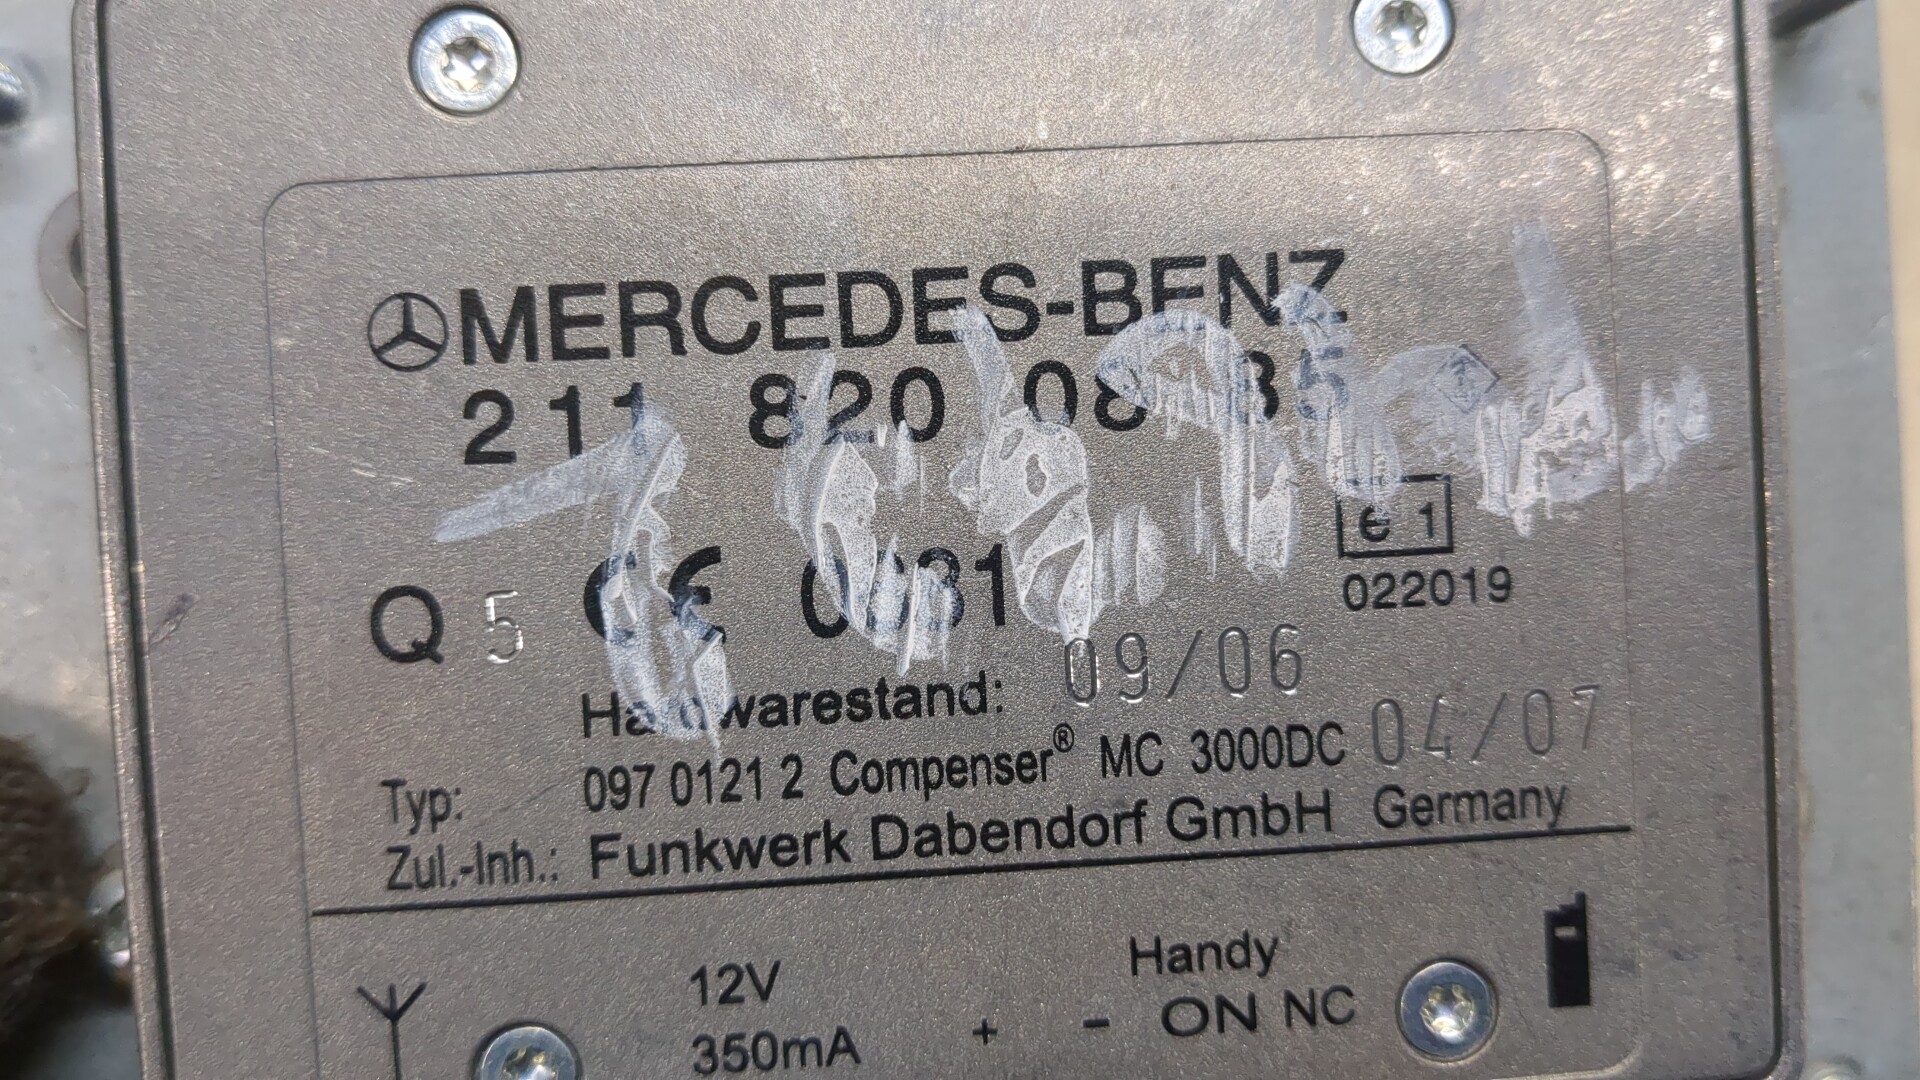 MERCEDES-BENZ
211 820 08 85
e 1
Q 5 CE 0681
022019
Hardwarestand: 09/06
04/07
Typ: 097 0121 2 Compenser® MC 3000DC
Zul.-Inh.: Funkwerk Dabendorf GmbH Germany
12V
350mA
+ -
Handy
ON NC